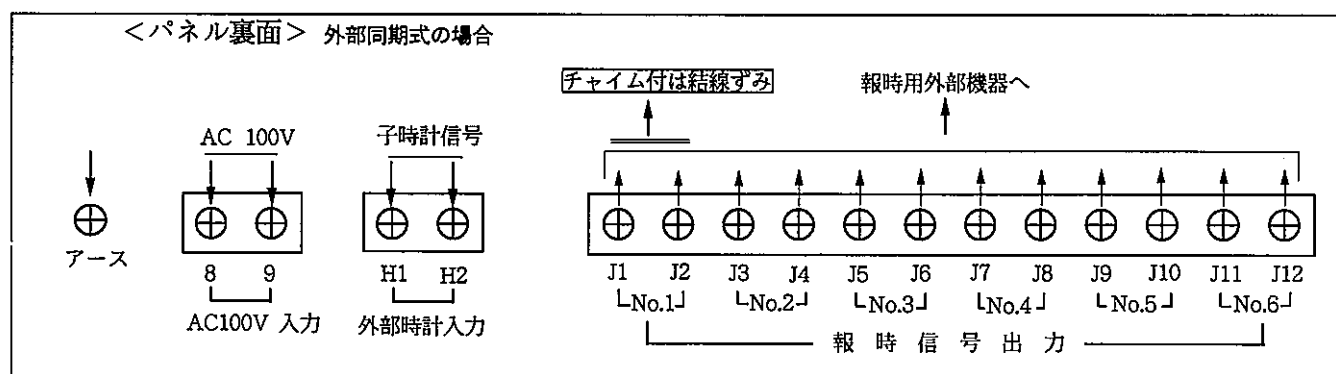 <パネル裏面> 外部同期式の場合
チャイム付は結線ずみ 報時用外部機器へ
AC 100V 子時計信号
アース
8 9 H1 H2 J1 J2 J3 J4 J5 J6 J7 J8 J9 J10 J11 J12
No.1 No.2 No.3 No.4 No.5 No.6
AC100V 入力 外部時計入力
報時信号出力